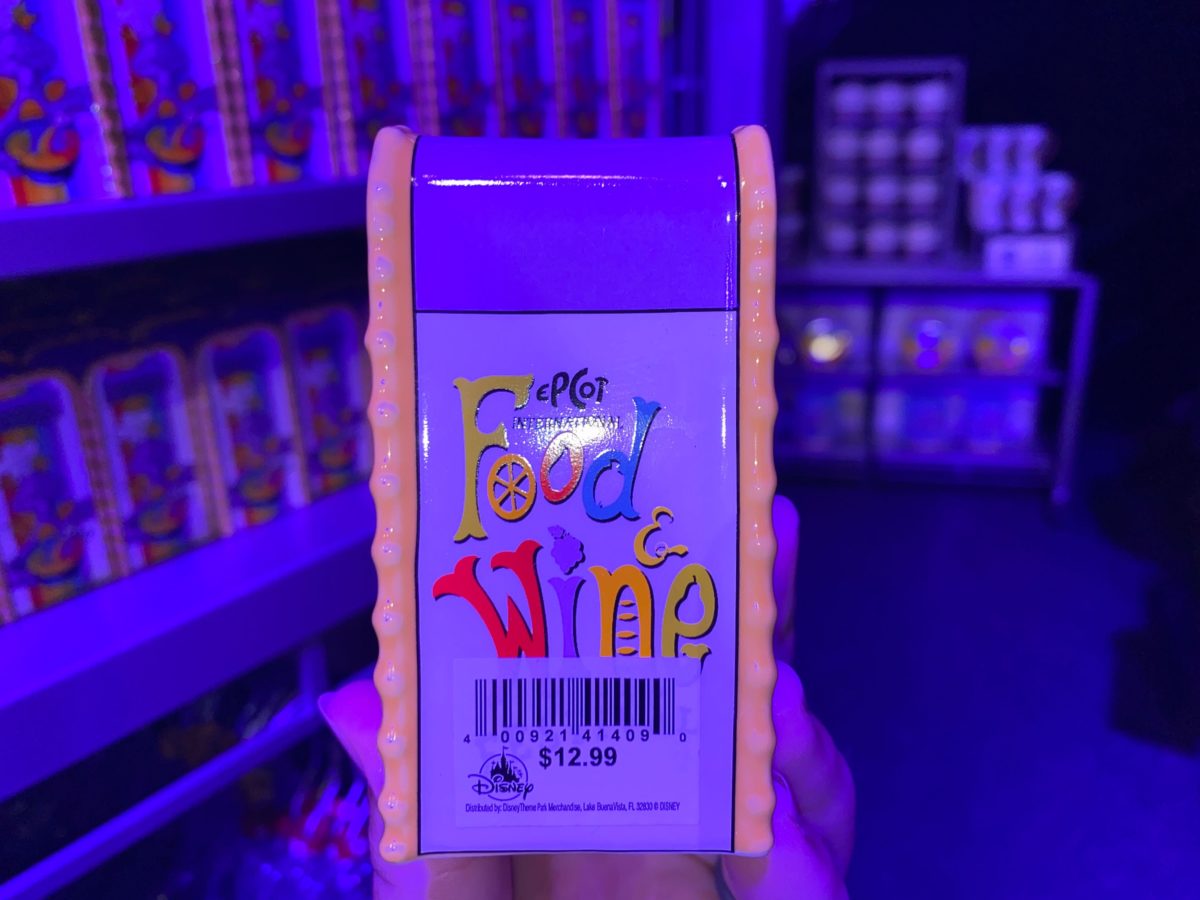 EPCOT
INTERNATIONAL
Food
&
Wine
4 00921 41409 0
$12.99
Disney
Distributed by: Disney Theme Park Merchandise, Lake Buena Vista, FL 32830 © DISNEY